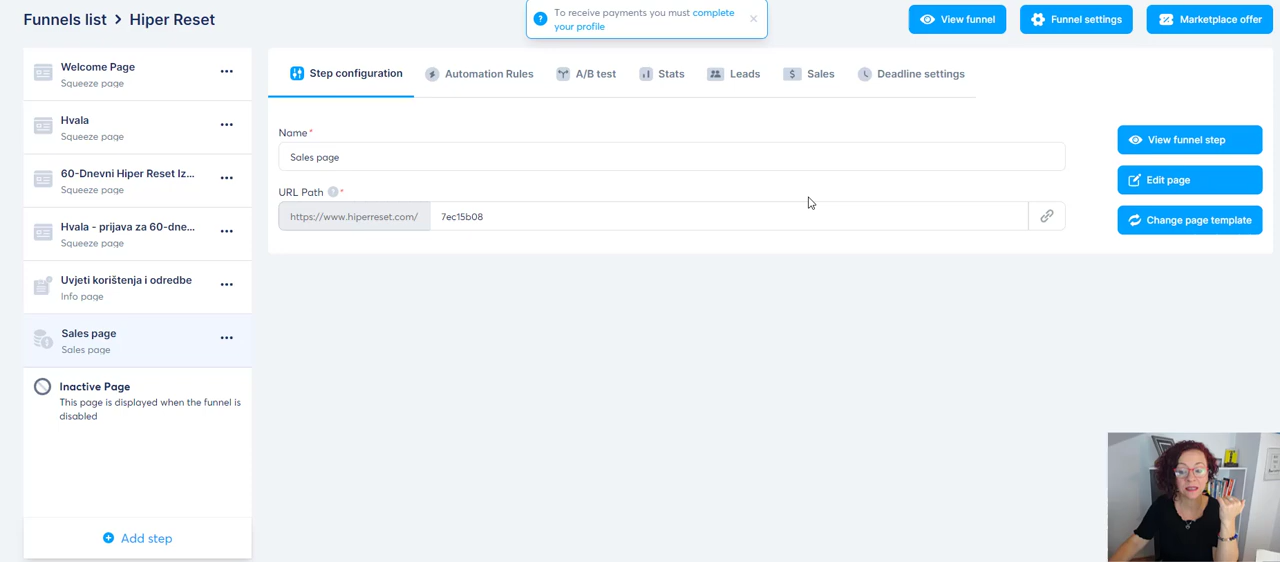 Funnels list > Hiper Reset
To receive payments you must complete
your profile
View funnel
Funnel settings
Marketplace offer
Welcome Page
Squeeze page
Hvala
Squeeze page
60-Dnevni Hiper Reset Iz...
Squeeze page
Hvala - prijava za 60-dne...
Squeeze page
Uvjeti korištenja i odredbe
Info page
Sales page
Sales page
Inactive Page
This page is displayed when the funnel is
disabled
Add step
Step configuration
Automation Rules
A/B test
Stats
Leads
Sales
Deadline settings
Name*
Sales page
URL Path ?*
https://www.hiperreset.com/ 7ec15b08
View funnel step
Edit page
Change page template